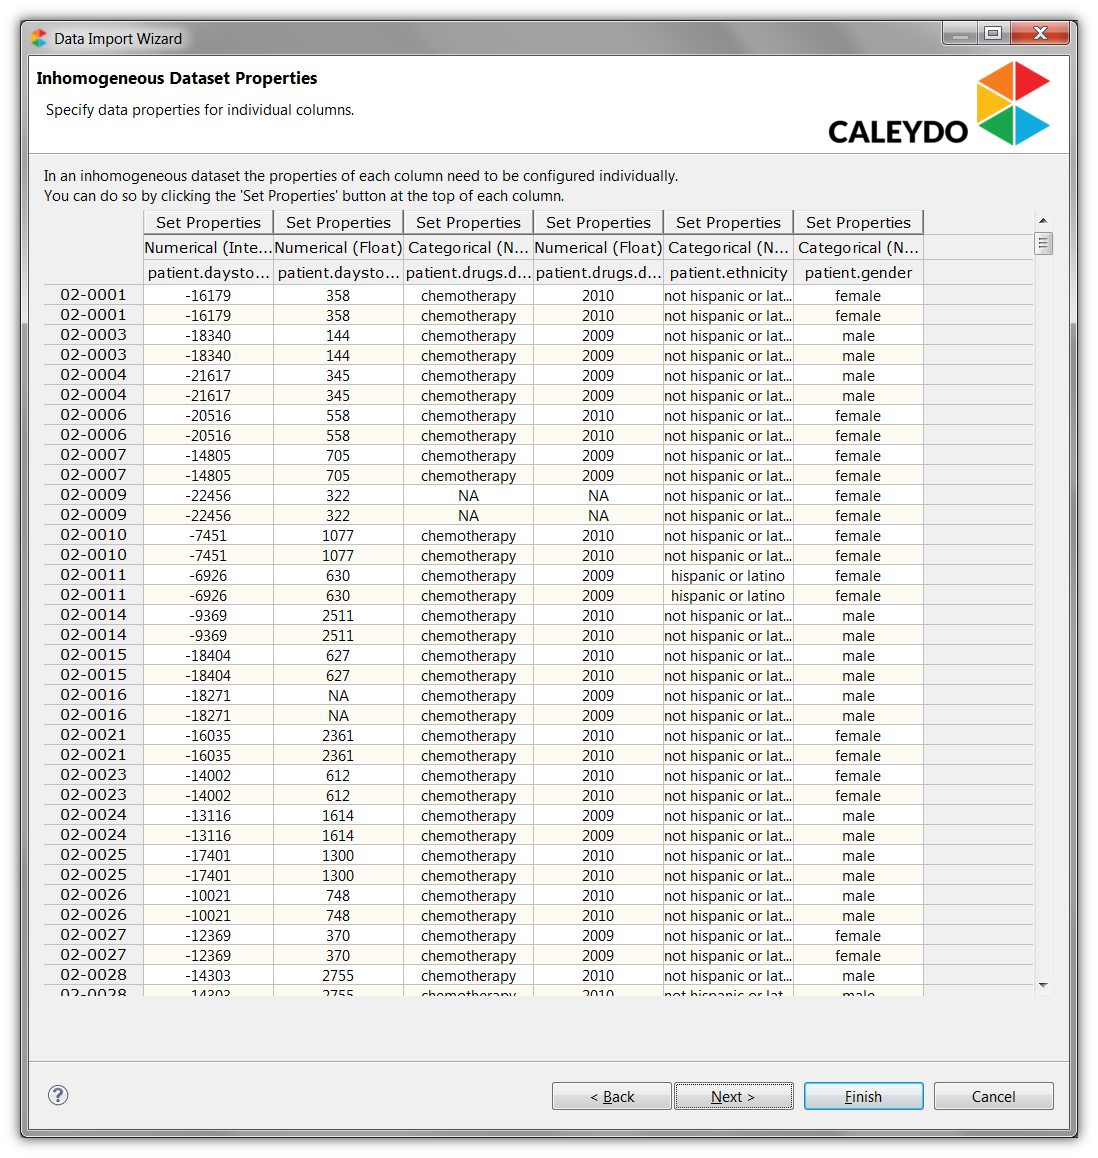 Data Import Wizard
Inhomogeneous Dataset Properties
Specify data properties for individual columns.
CALEYDO
In an inhomogeneous dataset the properties of each column need to be configured individually.
You can do so by clicking the 'Set Properties' button at the top of each column.
Set Properties Set Properties Set Properties Set Properties Set Properties Set Properties
Numerical (Inte... Numerical (Float) Categorical (N... Numerical (Float) Categorical (N... Categorical (N...
patient.daysto... patient.daysto... patient.drugs.d... patient.drugs.d... patient.ethnicity patient.gender
02-0001 -16179 358 chemotherapy 2010 not hispanic or lat... female
02-0001 -16179 358 chemotherapy 2010 not hispanic or lat... female
02-0003 -18340 144 chemotherapy 2009 not hispanic or lat... male
02-0003 -18340 144 chemotherapy 2009 not hispanic or lat... male
02-0004 -21617 345 chemotherapy 2009 not hispanic or lat... male
02-0004 -21617 345 chemotherapy 2009 not hispanic or lat... male
02-0006 -20516 558 chemotherapy 2010 not hispanic or lat... female
02-0006 -20516 558 chemotherapy 2010 not hispanic or lat... female
02-0007 -14805 705 chemotherapy 2009 not hispanic or lat... female
02-0007 -14805 705 chemotherapy 2009 not hispanic or lat... female
02-0009 -22456 322 NA NA not hispanic or lat... female
02-0009 -22456 322 NA NA not hispanic or lat... female
02-0010 -7451 1077 chemotherapy 2010 not hispanic or lat... female
02-0010 -7451 1077 chemotherapy 2010 not hispanic or lat... female
02-0011 -6926 630 chemotherapy 2009 hispanic or latino female
02-0011 -6926 630 chemotherapy 2009 hispanic or latino female
02-0014 -9369 2511 chemotherapy 2010 not hispanic or lat... male
02-0014 -9369 2511 chemotherapy 2010 not hispanic or lat... male
02-0015 -18404 627 chemotherapy 2010 not hispanic or lat... male
02-0015 -18404 627 chemotherapy 2010 not hispanic or lat... male
02-0016 -18271 NA chemotherapy 2009 not hispanic or lat... male
02-0016 -18271 NA chemotherapy 2009 not hispanic or lat... male
02-0021 -16035 2361 chemotherapy 2010 not hispanic or lat... female
02-0021 -16035 2361 chemotherapy 2010 not hispanic or lat... female
02-0023 -14002 612 chemotherapy 2010 not hispanic or lat... female
02-0023 -14002 612 chemotherapy 2010 not hispanic or lat... female
02-0024 -13116 1614 chemotherapy 2009 not hispanic or lat... male
02-0024 -13116 1614 chemotherapy 2009 not hispanic or lat... male
02-0025 -17401 1300 chemotherapy 2010 not hispanic or lat... male
02-0025 -17401 1300 chemotherapy 2010 not hispanic or lat... male
02-0026 -10021 748 chemotherapy 2010 not hispanic or lat... male
02-0026 -10021 748 chemotherapy 2010 not hispanic or lat... male
02-0027 -12369 370 chemotherapy 2009 not hispanic or lat... female
02-0027 -12369 370 chemotherapy 2009 not hispanic or lat... female
02-0028 -14303 2755 chemotherapy 2010 not hispanic or lat... male
02-0028 -14303 2755 chemotherapy 2010 not hispanic or lat... male
? < Back Next > Finish Cancel